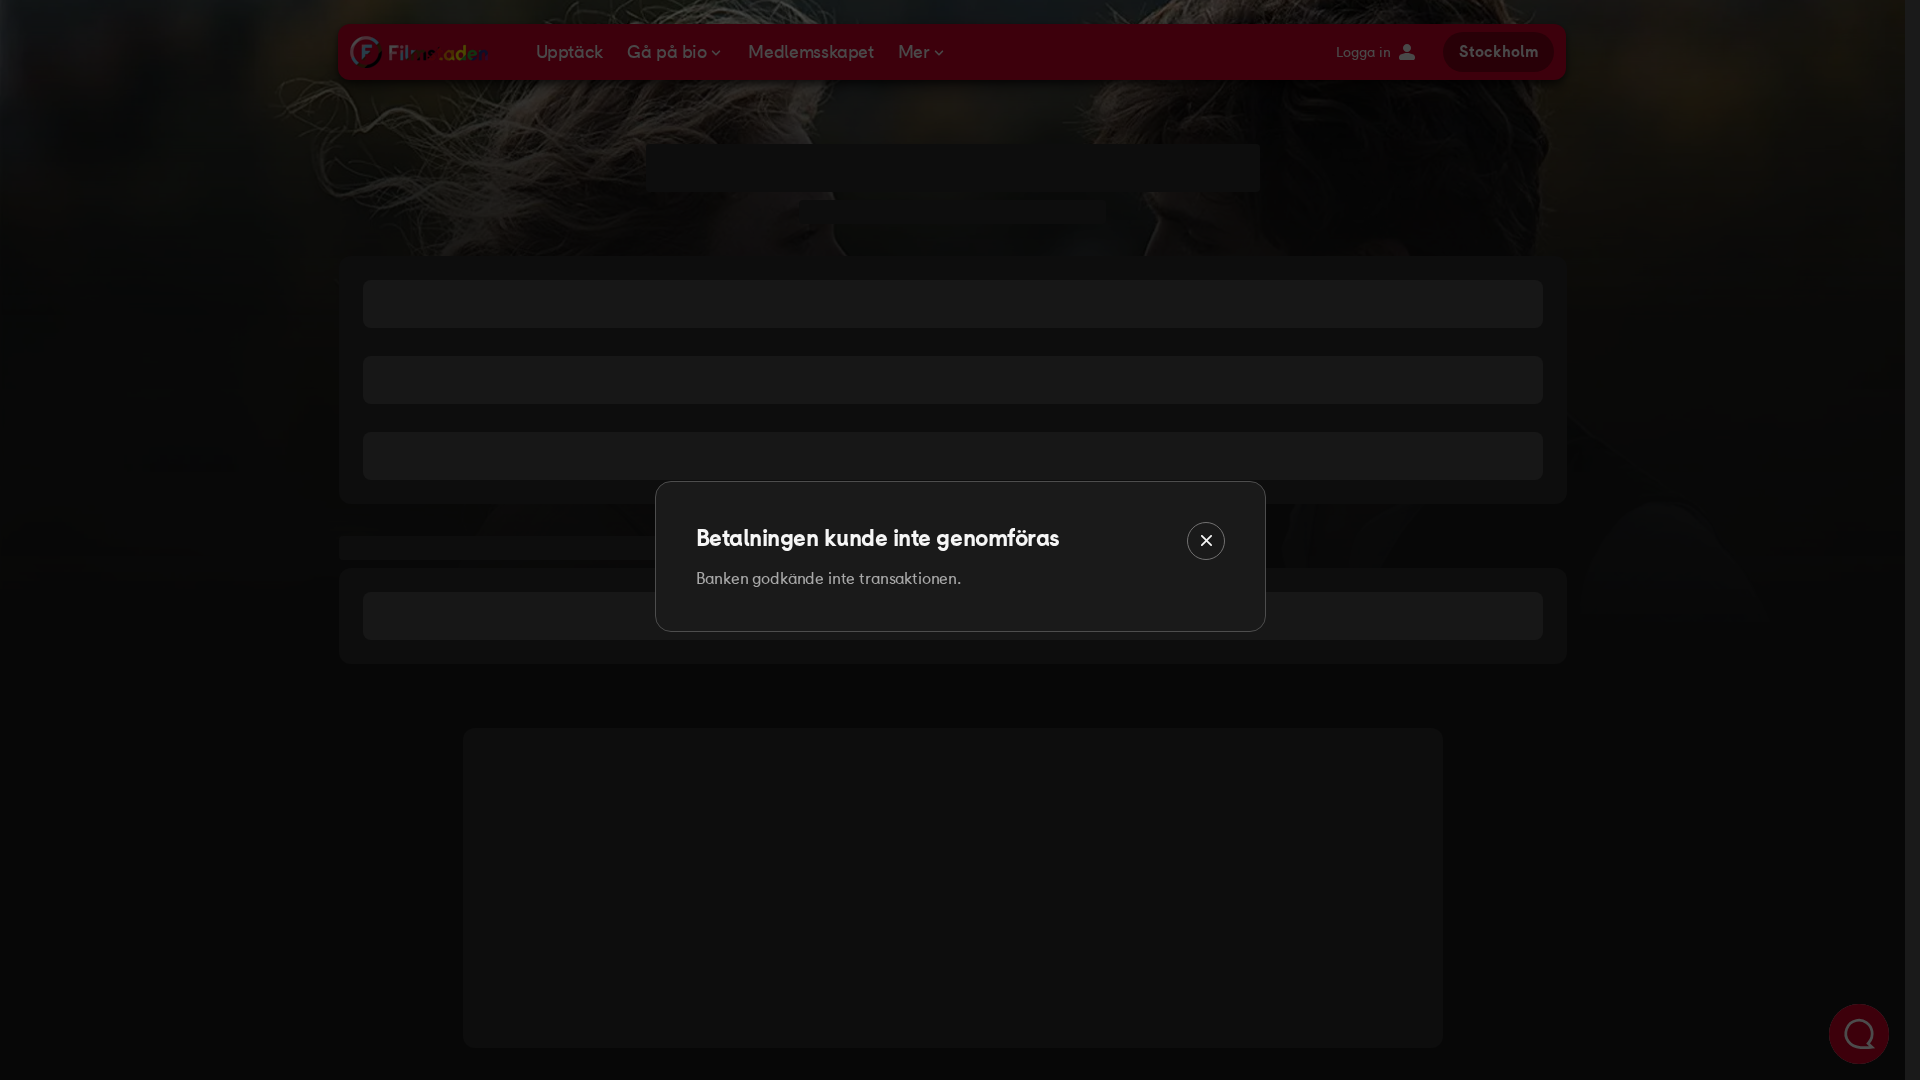 Filmstaden
Upptäck Gå på bio Medlemsskapet Mer Logga in Stockholm
Betalningen kunde inte genomföras
Banken godkände inte transaktionen.